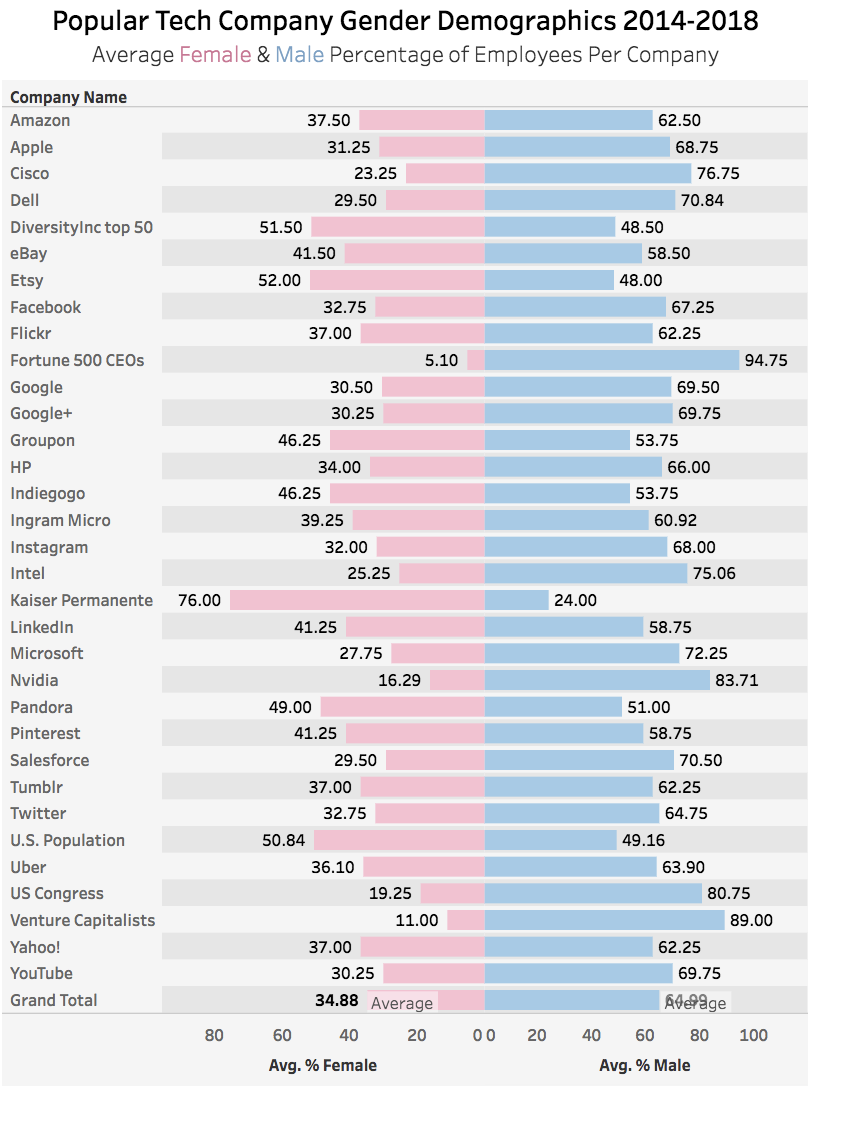 Popular Tech Company Gender Demographics 2014-2018
Average Female & Male Percentage of Employees Per Company
Company Name
Amazon 37.50 62.50
Apple 31.25 68.75
Cisco 23.25 76.75
Dell 29.50 70.84
DiversityInc top 50 51.50 48.50
eBay 41.50 58.50
Etsy 52.00 48.00
Facebook 32.75 67.25
Flickr 37.00 62.25
Fortune 500 CEOs 5.10 94.75
Google 30.50 69.50
Google+ 30.25 69.75
Groupon 46.25 53.75
HP 34.00 66.00
Indiegogo 46.25 53.75
Ingram Micro 39.25 60.92
Instagram 32.00 68.00
Intel 25.25 75.06
Kaiser Permanente 76.00 24.00
LinkedIn 41.25 58.75
Microsoft 27.75 72.25
Nvidia 16.29 83.71
Pandora 49.00 51.00
Pinterest 41.25 58.75
Salesforce 29.50 70.50
Tumblr 37.00 62.25
Twitter 32.75 64.75
U.S. Population 50.84 49.16
Uber 36.10 63.90
US Congress 19.25 80.75
Venture Capitalists 11.00 89.00
Yahoo! 37.00 62.25
YouTube 30.25 69.75
Grand Total 34.88 Average 64.99 Average
80 60 40 20 0 0 20 40 60 80 100
Avg. % Female Avg. % Male